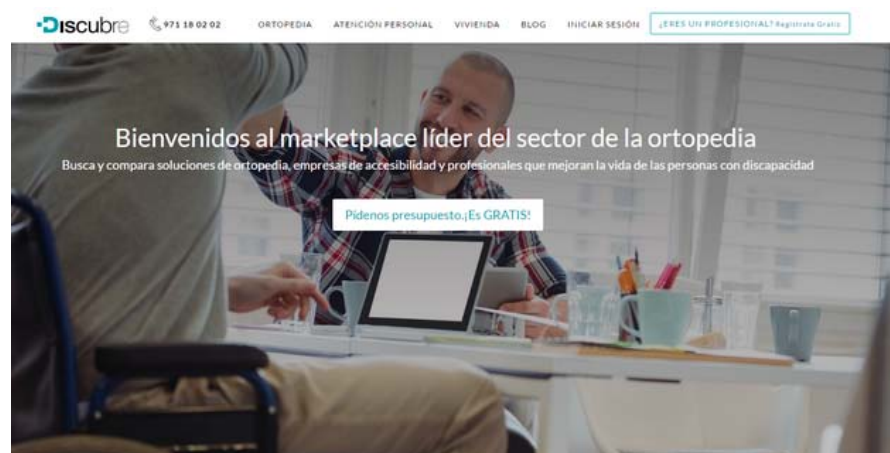 DISCUbre
971 18 02 02
ORTOPEDIA
ATENCIÓN PERSONAL
VIVIENDA
BLOG
INICIAR SESIÓN
¿ERES UN PROFESIONAL? Regístrate Gratis
Bienvenidos al marketplace líder del sector de la ortopedia
Busca y compara soluciones de ortopedia, empresas de accesibilidad y profesionales que mejoran la vida de las personas con discapacidad
Pídenos presupuesto.¡Es GRATIS!